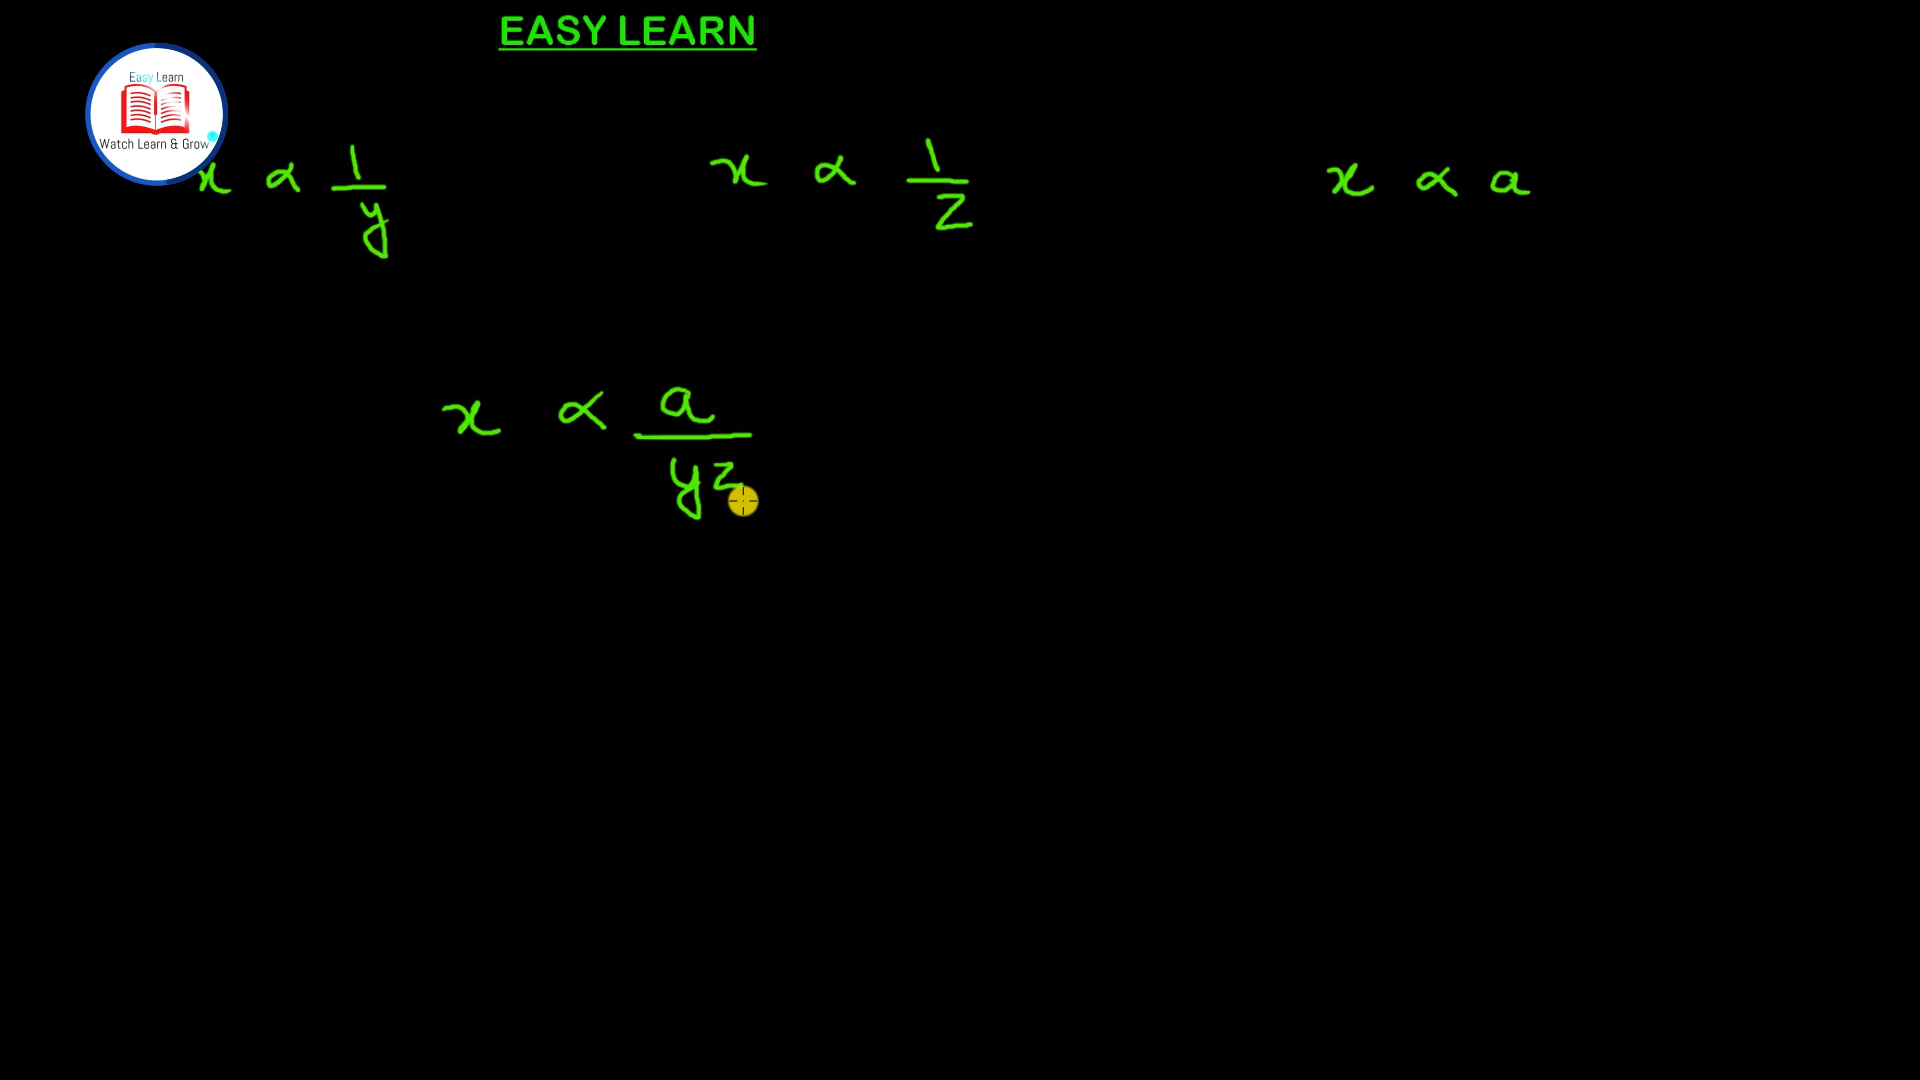 EASY LEARN
Easy Learn
Watch Learn & Grow
x ∝ 1/y
x ∝ 1/z
x ∝ a
x ∝ a/yz